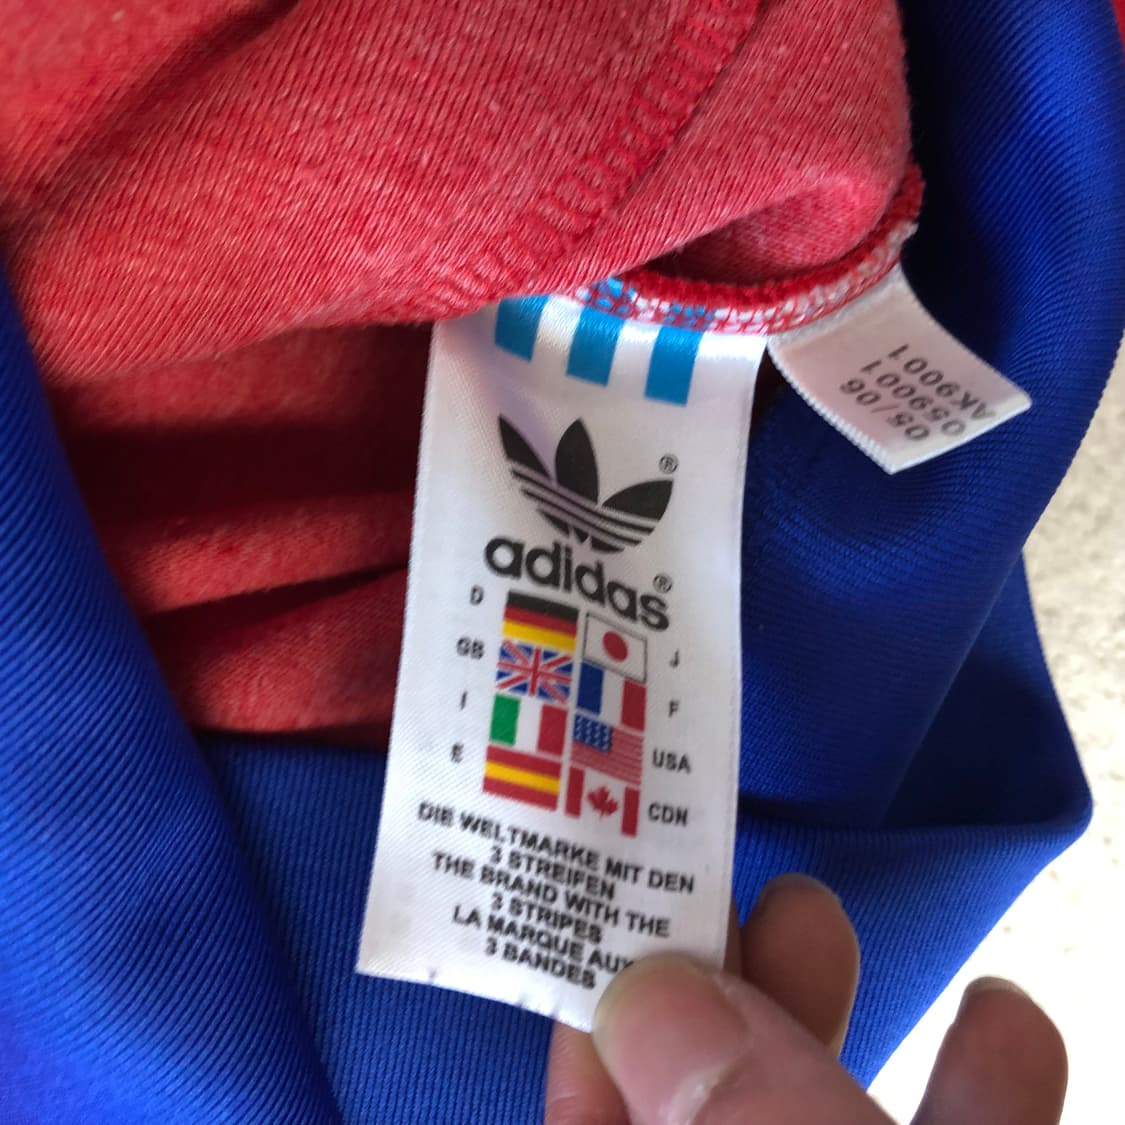 ®
adidas®
D
J
GB
F
I
USA
E
CDN
DIE WELTMARKE MIT DEN
3 STREIFEN
THE BRAND WITH THE
3 STRIPES
LA MARQUE AUX
3 BANDES
05/06
059001
AK9001